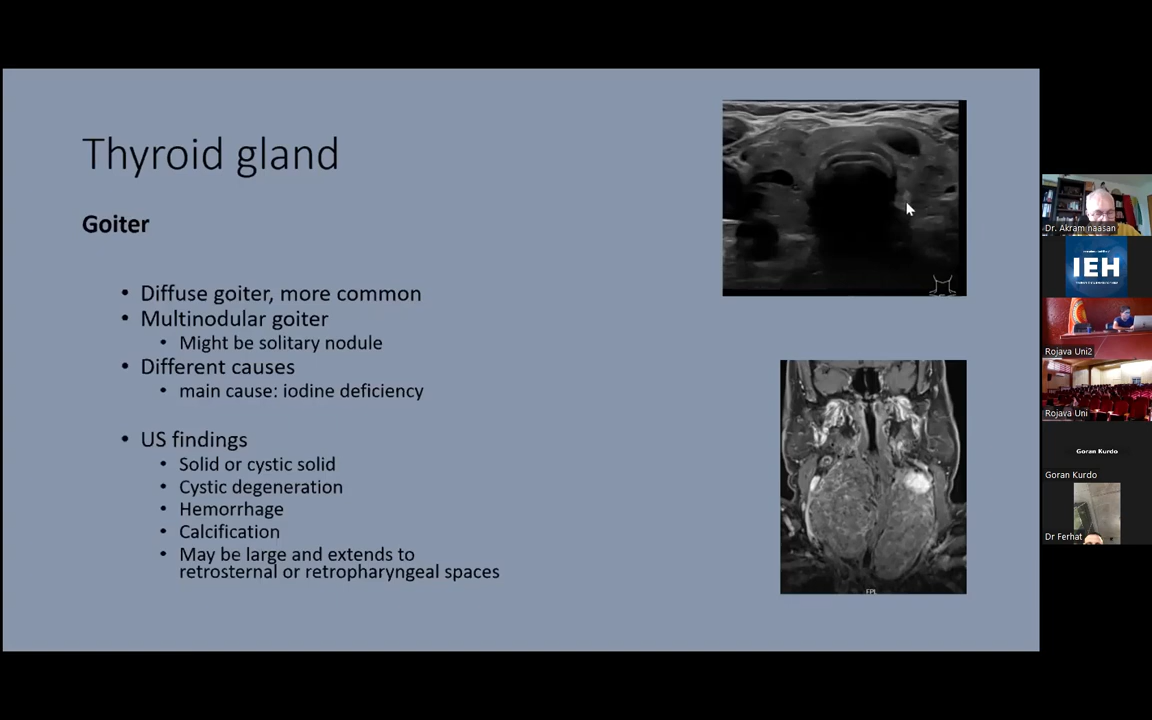 Thyroid gland
Goiter
• Diffuse goiter, more common
• Multinodular goiter
• Might be solitary nodule
• Different causes
• main cause: iodine deficiency
• US findings
• Solid or cystic solid
• Cystic degeneration
• Hemorrhage
• Calcification
• May be large and extends to
retrosternal or retropharyngeal spaces
FPL
Dr. Akram naasan
IEH
Rojava Uni2
Rojava Uni
Goran Kurdo
Goran Kurdo
Dr Ferhat